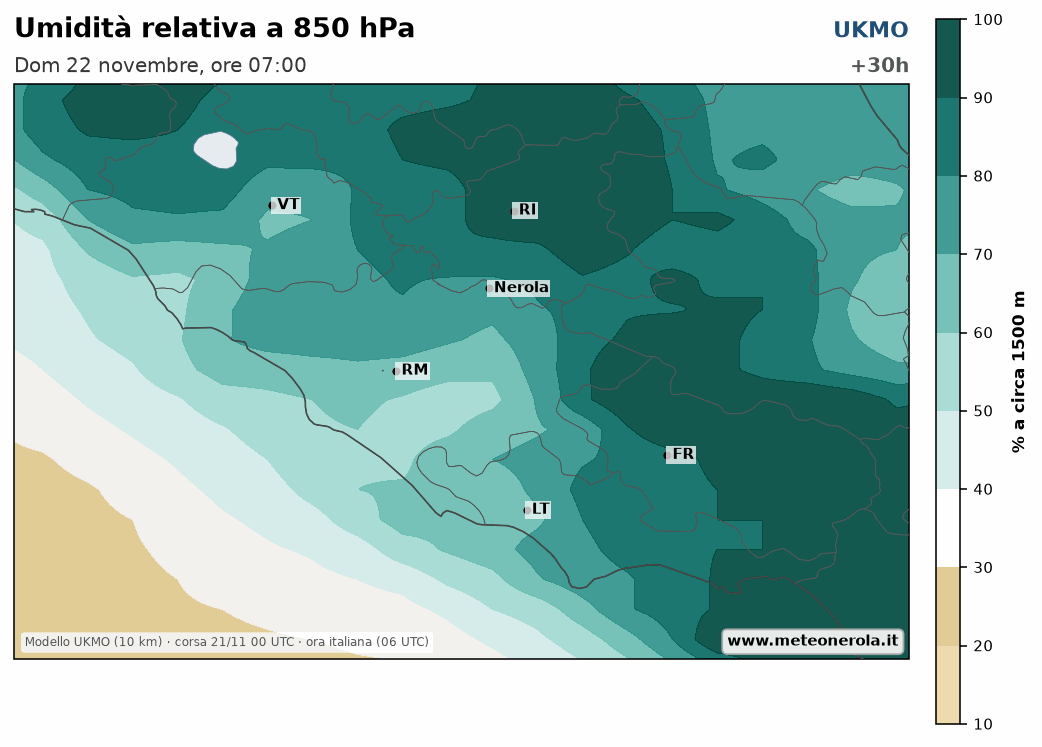 Umidità relativa a 850 hPa
UKMO
Dom 22 novembre, ore 07:00
+30h
100
90
80
70
60
50
40
30
20
10
% a circa 1500 m
VT
RI
Nerola
RM
FR
LT
Modello UKMO (10 km) · corsa 21/11 00 UTC · ora italiana (06 UTC)
www.meteonerola.it